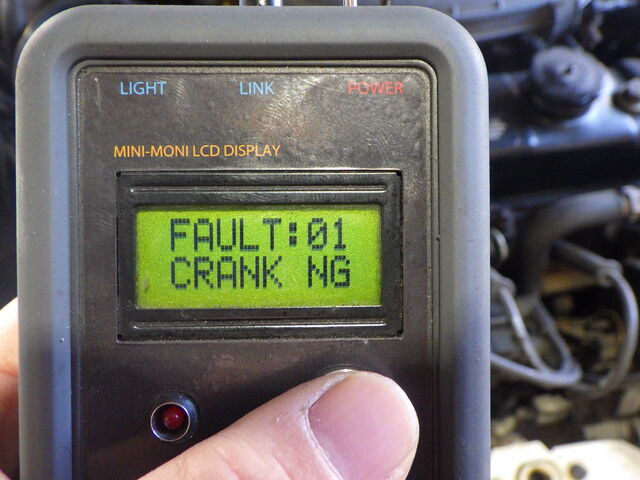 LIGHT LINK POWER
MINI-MONI LCD DISPLAY
FAULT:01
CRANK NG